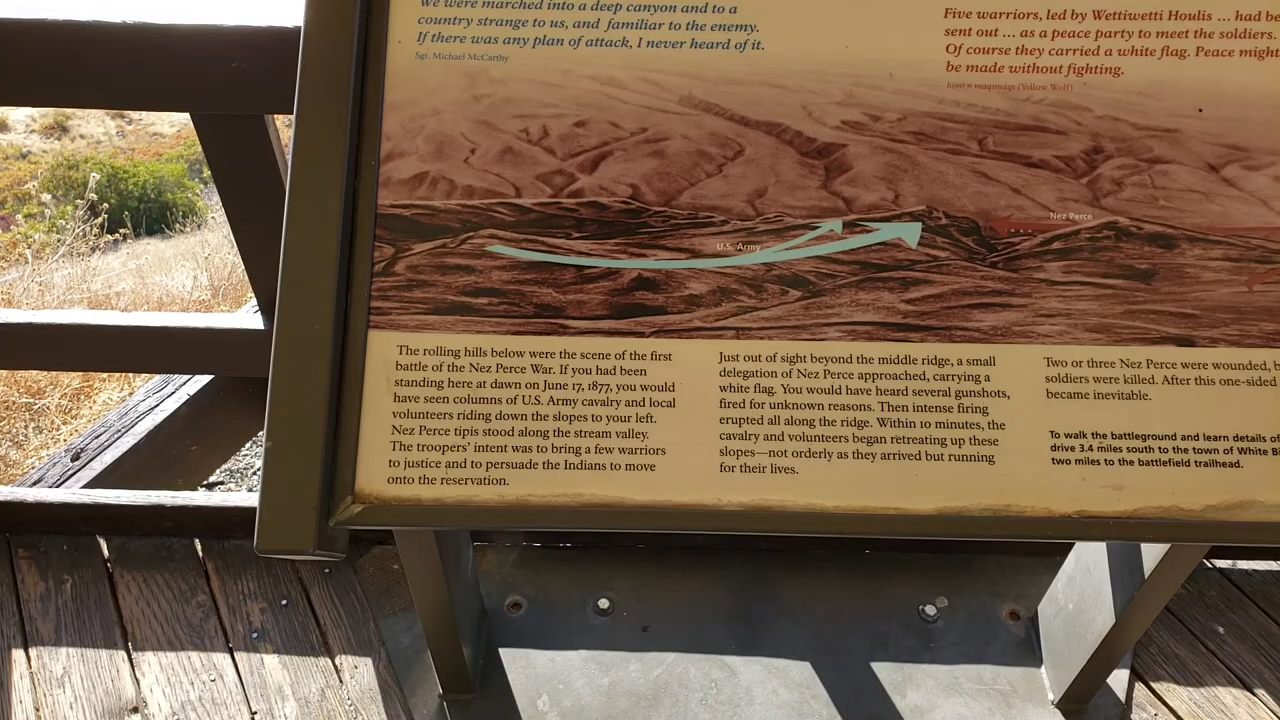 We were marched into a deep canyon and to a
country strange to us, and familiar to the enemy.
If there was any plan of attack, I never heard of it.
Sgt. Michael McCarthy
Five warriors, led by Wettiwetti Houlis ... had be
sent out ... as a peace party to meet the soldiers.
Of course they carried a white flag. Peace might
be made without fighting.
(Yellow Wolf)
Nez Perce
U.S. Army
The rolling hills below were the scene of the first
battle of the Nez Perce War. If you had been
standing here at dawn on June 17, 1877, you would
have seen columns of U.S. Army cavalry and local
volunteers riding down the slopes to your left.
Nez Perce tipis stood along the stream valley.
The troopers' intent was to bring a few warriors
to justice and to persuade the Indians to move
onto the reservation.
Just out of sight beyond the middle ridge, a small
delegation of Nez Perce approached, carrying a
white flag. You would have heard several gunshots,
fired for unknown reasons. Then intense firing
erupted all along the ridge. Within 10 minutes, the
cavalry and volunteers began retreating up these
slopes—not orderly as they arrived but running
for their lives.
Two or three Nez Perce were wounded, b
soldiers were killed. After this one-sided
became inevitable.
To walk the battleground and learn details of
drive 3.4 miles south to the town of White Bi
two miles to the battlefield trailhead.